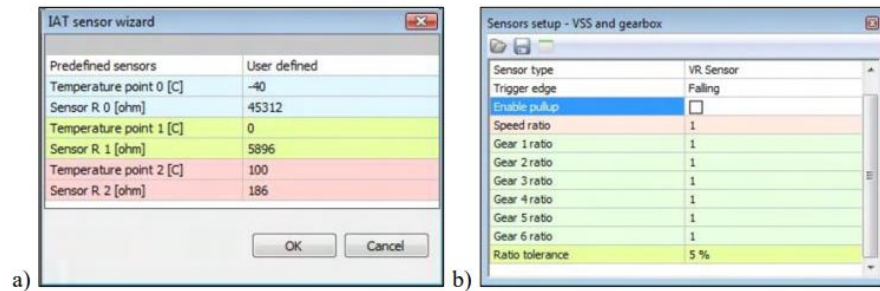 IAT sensor wizard
Predefined sensors User defined
Temperature point 0 [C] -40
Sensor R 0 [ohm] 45312
Temperature point 1 [C] 0
Sensor R 1 [ohm] 5896
Temperature point 2 [C] 100
Sensor R 2 [ohm] 186
OK Cancel
a)
Sensors setup - VSS and gearbox
Sensor type VR Sensor
Trigger edge Falling
Enable pullup
Speed ratio 1
Gear 1 ratio 1
Gear 2 ratio 1
Gear 3 ratio 1
Gear 4 ratio 1
Gear 5 ratio 1
Gear 6 ratio 1
Ratio tolerance 5 %
b)